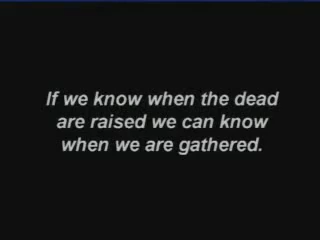 If we know when the dead
are raised we can know
when we are gathered.